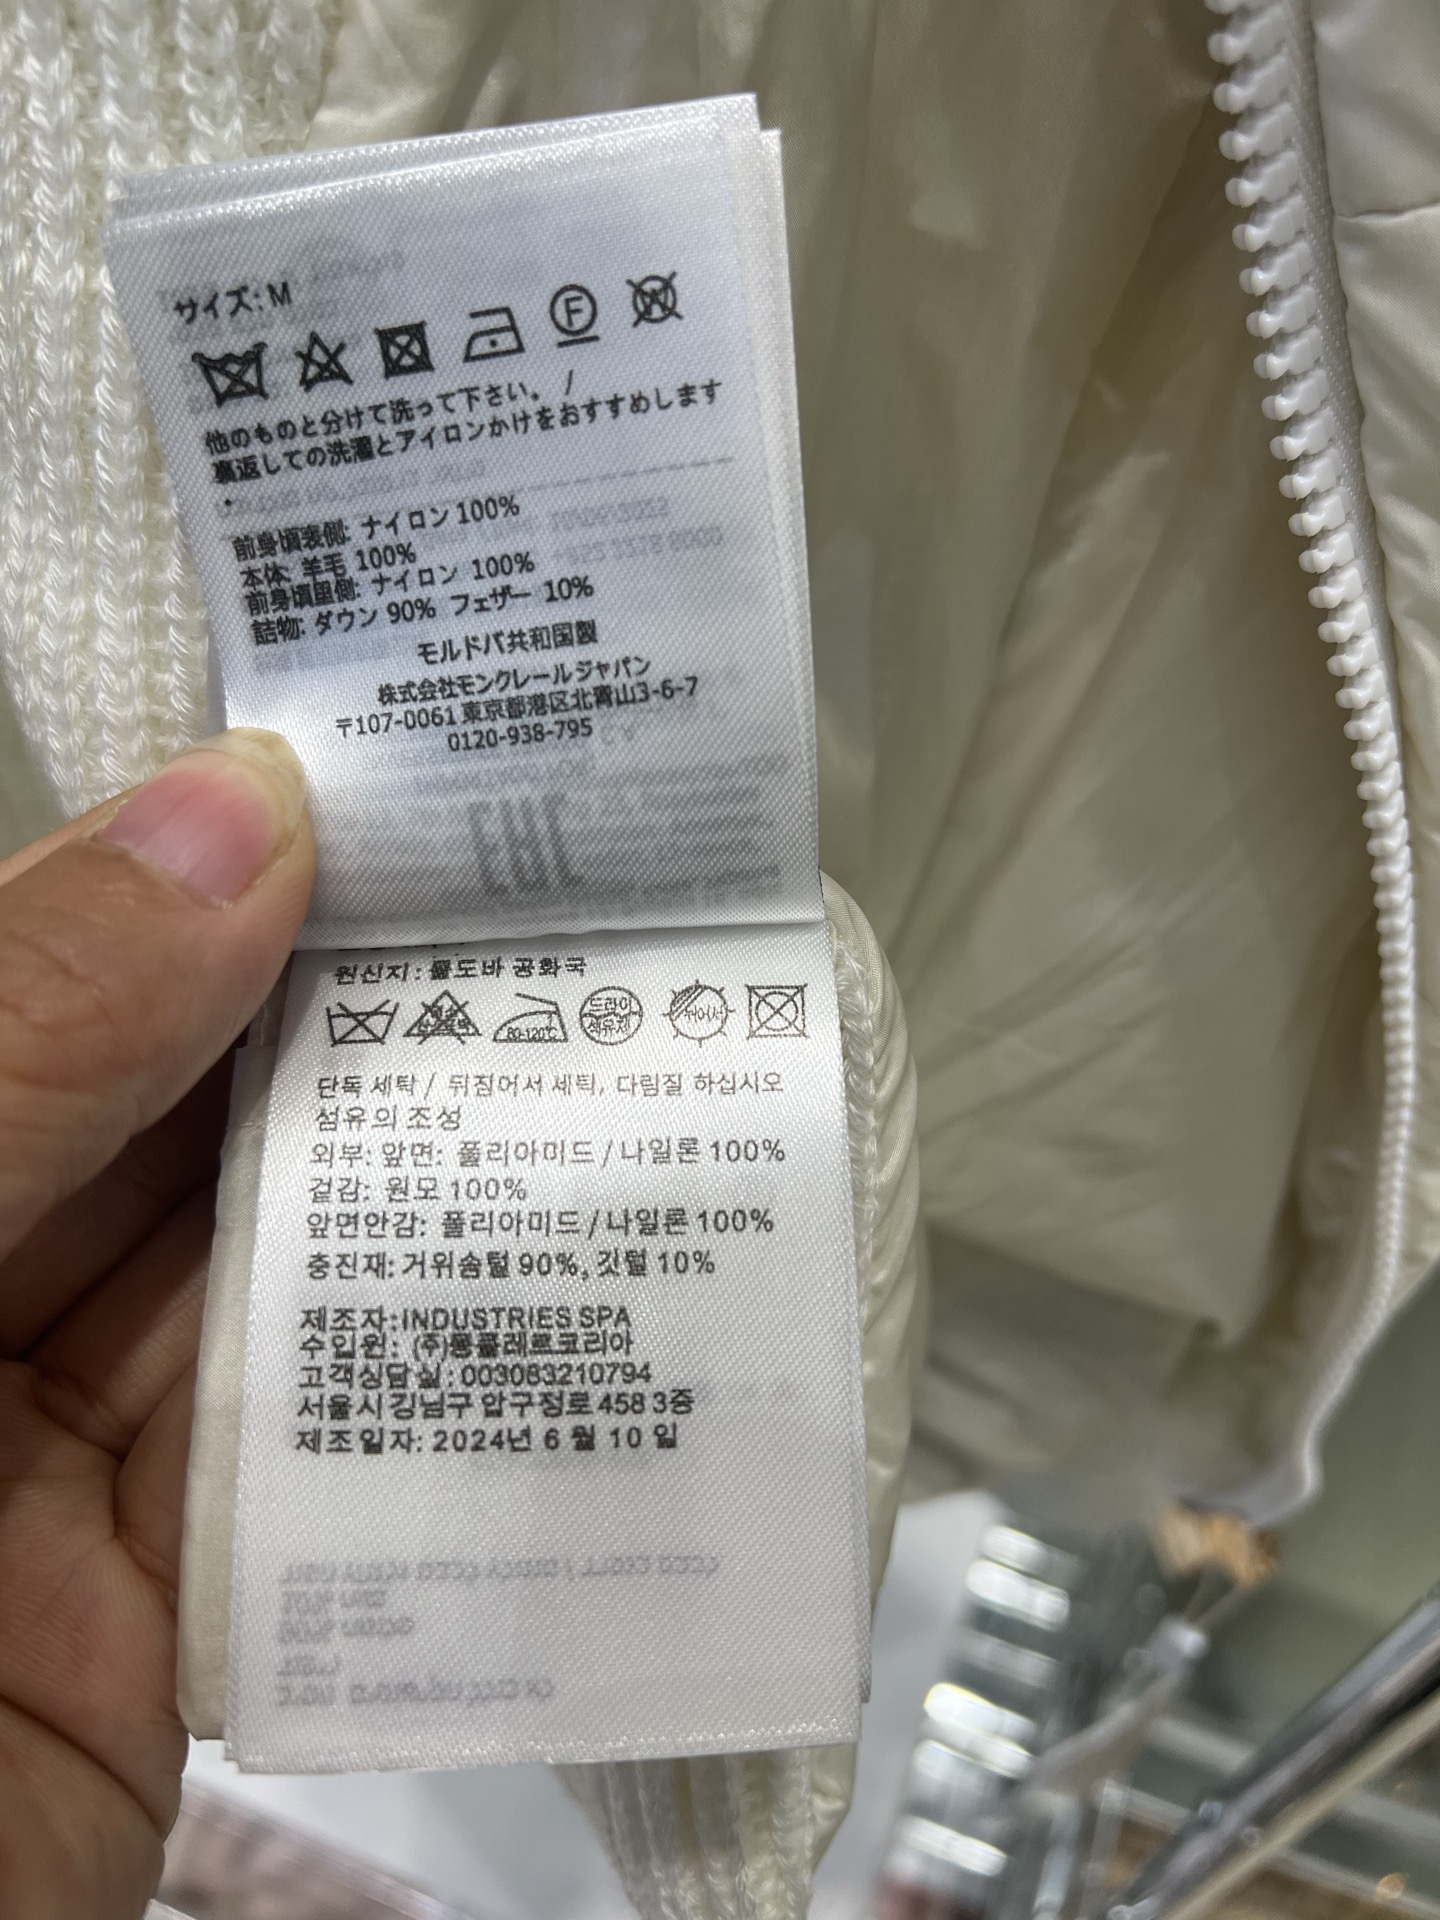 サイズ: M
F
W
他のものと分けて洗って下さい。 /
裏返しての洗濯とアイロンかけをおすすめします
.
前身頃表側: ナイロン 100%
本体: 羊毛 100%
前身頃里側: ナイロン 100%
詰物: ダウン 90% フェザー 10%
モルドバ共和国製
株式会社モンクレールジャパン
〒107-0061 東京都港区北青山3-6-7
0120-938-795
원신지: 몰도바 공화국
80-120℃ 드라이
단독 세탁 / 뒤짐어서 세틱, 다림질 하십시오
섬유의 조성
외부: 앞면: 폴리아미드 / 나일론 100%
겉감: 원모 100%
앞면안감: 폴리아미드 / 나일론 100%
충진재: 거위솜털 90%, 깃털 10%
제조자: INDUSTRIES SPA
수입원: (주)몽클레르코리아
고객싱담실: 003083210794
서울시깅님구 압구정로 458 3증
제조일자: 2024년 6 월 10 일